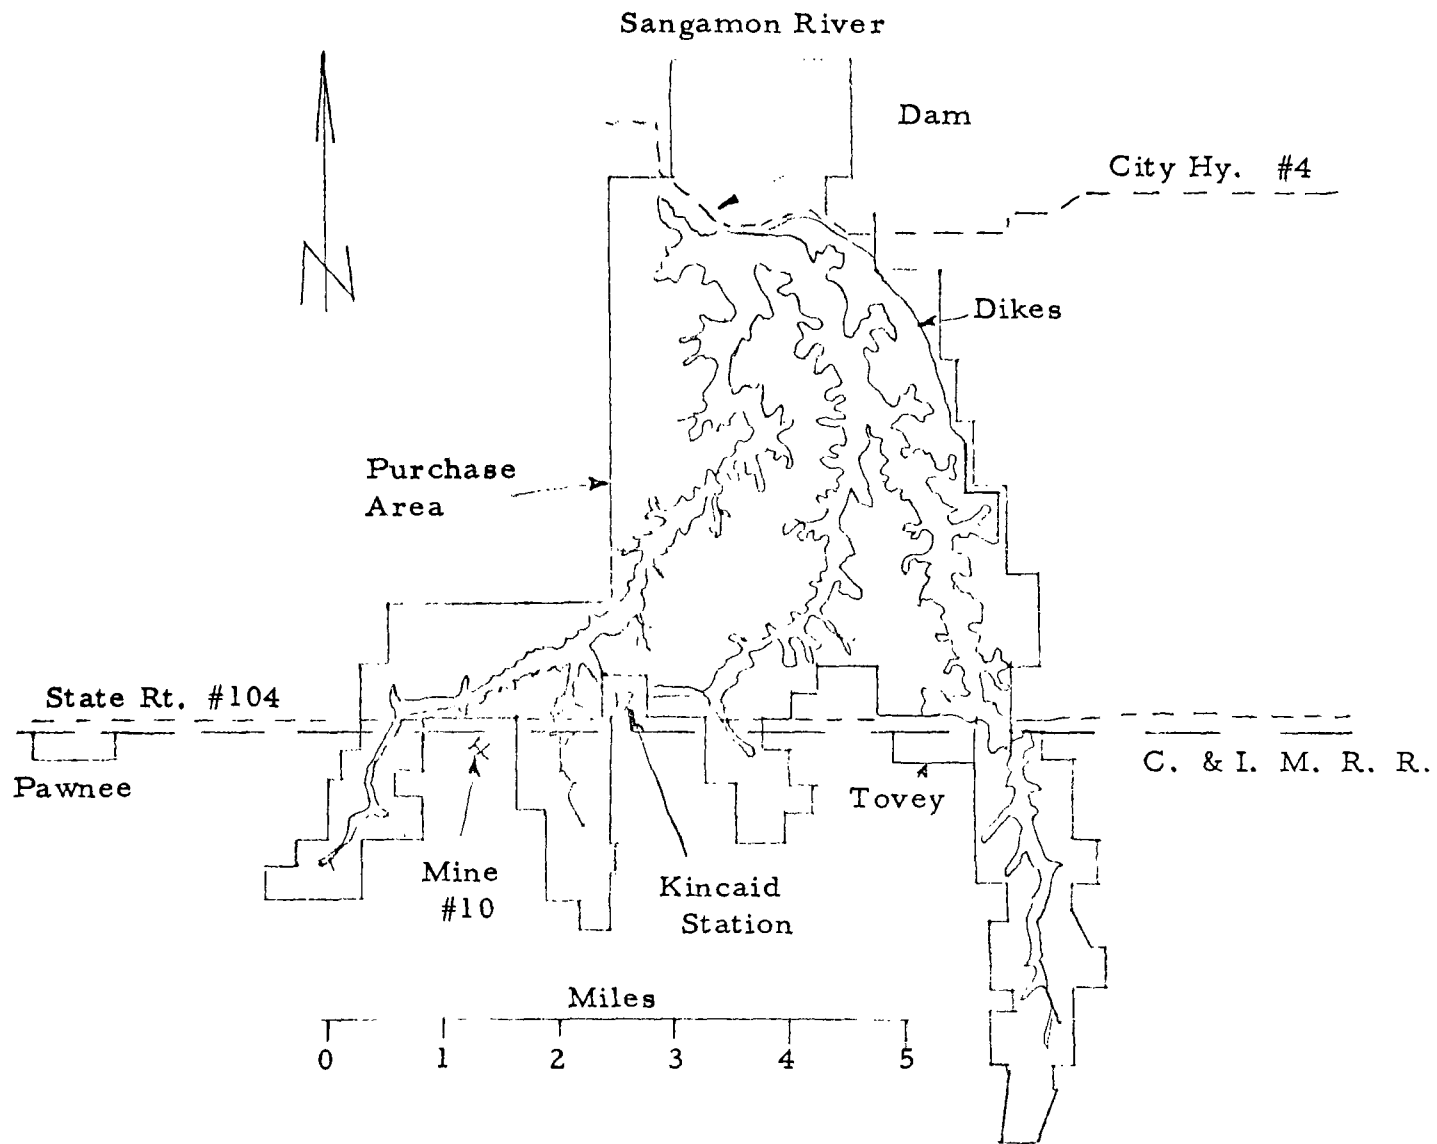 Sangamon River
Dam
City Hy. #4
N
Dikes
Purchase
Area
State Rt. #104
C. & I. M. R. R.
Pawnee
Tovey
Mine
#10
Kincaid
Station
Miles
0 1 2 3 4 5